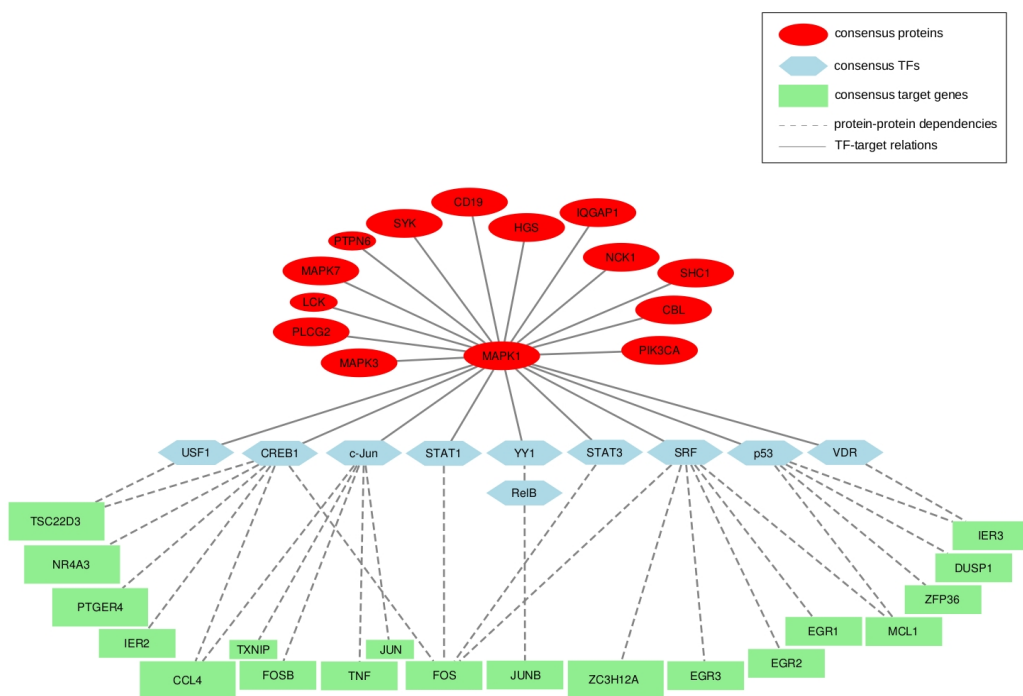 consensus proteins
consensus TFs
consensus target genes
protein-protein dependencies
TF-target relations
CD19
IQGAP1
SYK
HGS
PTPN6
NCK1
MAPK7
SHC1
LCK
CBL
PLCG2
MAPK3
MAPK1
PIK3CA
USF1
CREB1
c-Jun
STAT1
YY1
STAT3
SRF
p53
VDR
RelB
TSC22D3
IER3
NR4A3
DUSP1
PTGER4
ZFP36
IER2
EGR1
MCL1
TXNIP
JUN
EGR2
CCL4
FOSB
TNF
FOS
JUNB
ZC3H12A
EGR3